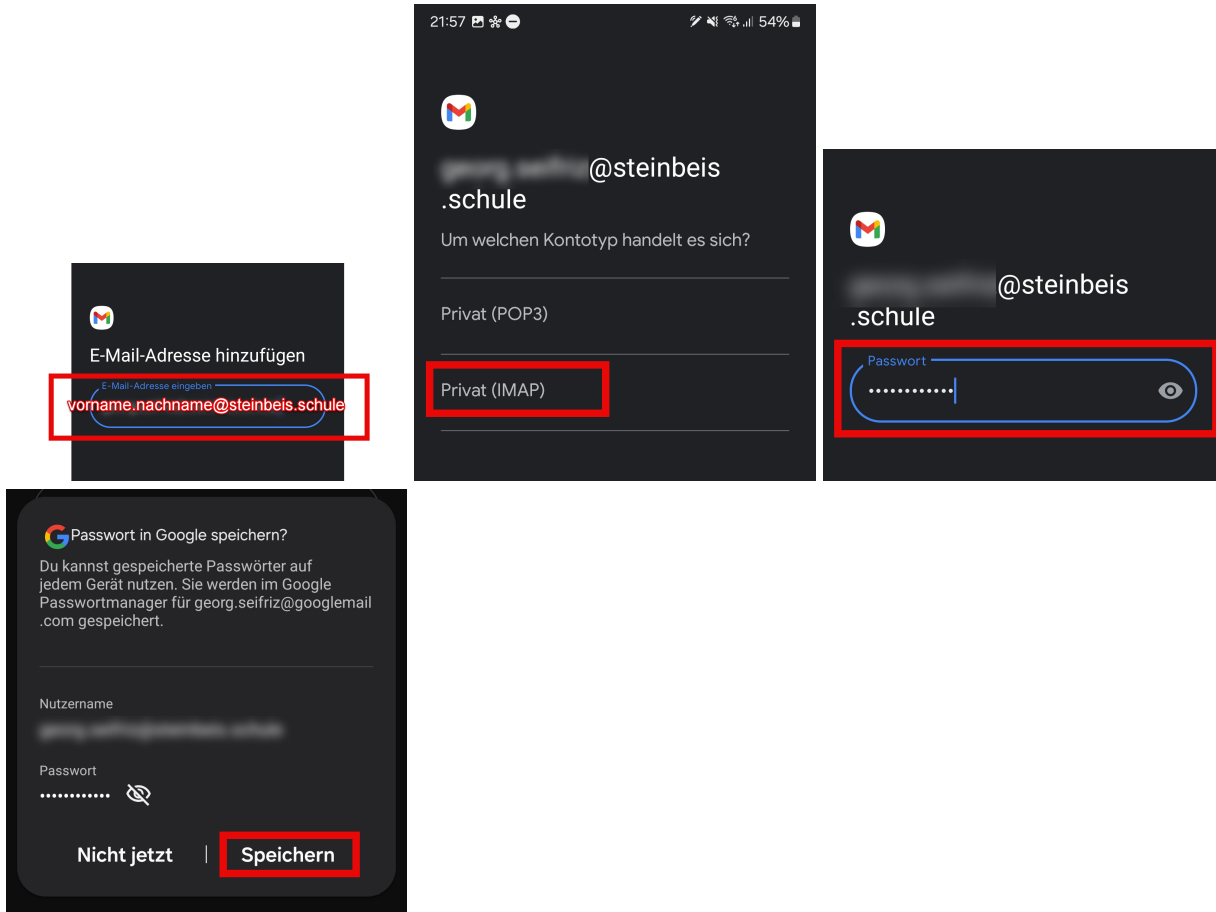 E-Mail-Adresse hinzufügen
E-Mail-Adresse eingeben
vorname.nachname@steinbeis.schule
21:57
54%
@steinbeis
.schule
Um welchen Kontotyp handelt es sich?
Privat (POP3)
Privat (IMAP)
@steinbeis
.schule
Passwort
Passwort in Google speichern?
Du kannst gespeicherte Passwörter auf
jedem Gerät nutzen. Sie werden im Google
Passwortmanager für georg.seifriz@googlemail
.com gespeichert.
Nutzername
Passwort
Nicht jetzt
Speichern